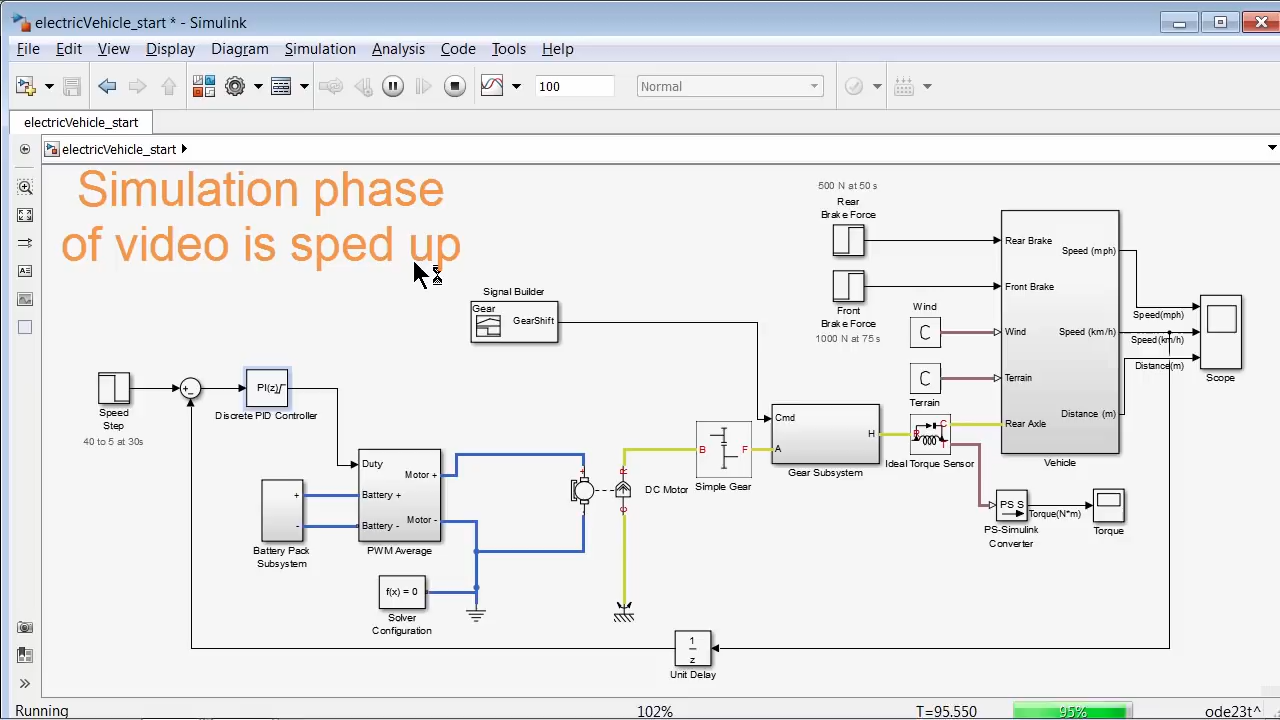 electricVehicle_start * - Simulink
File Edit View Display Diagram Simulation Analysis Code Tools Help
100
Normal
electricVehicle_start
electricVehicle_start
Simulation phase
of video is sped up
500 N at 50 s
Rear
Brake Force
Front
Brake Force
1000 N at 75 s
Signal Builder
Gear
GearShift
Wind
C
Terrain
C
Rear Brake
Front Brake
Wind
Terrain
Rear Axle
Speed (mph)
Speed (km/h)
Distance (m)
Vehicle
Speed(mph)
Speed(km/h)
Distance(m)
Scope
Speed
Step
40 to 5 at 30s
PI(z)
Discrete PID Controller
Duty
Motor +
Battery +
Motor -
Battery -
PWM Average
+
-
Battery Pack
Subsystem
f(x) = 0
Solver
Configuration
+
-
R
C
DC Motor
B
F
Simple Gear
Cmd
H
A
Gear Subsystem
R
C
T
Ideal Torque Sensor
PS S
PS-Simulink
Converter
Torque(N*m)
Torque
1
z
Unit Delay
Running
102%
T=95.550
95%
ode23t^